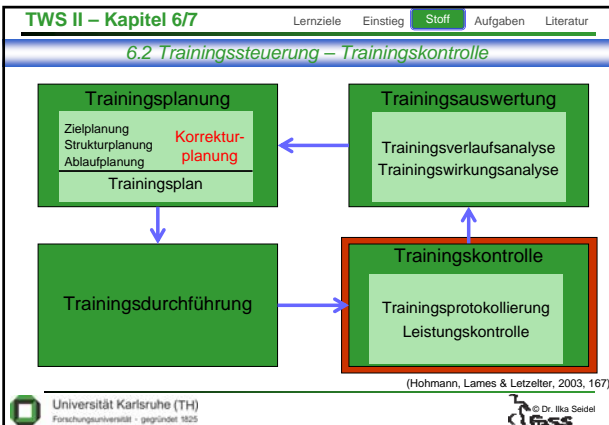 TWS II – Kapitel 6/7
Lernziele Einstieg Stoff Aufgaben Literatur
6.2 Trainingssteuerung – Trainingskontrolle
Trainingsplanung
Zielplanung
Strukturplanung
Ablaufplanung
Korrektur-
planung
Trainingsplan
Trainingsauswertung
Trainingsverlaufsanalyse
Trainingswirkungsanalyse
Trainingsdurchführung
Trainingskontrolle
Trainingsprotokollierung
Leistungskontrolle
(Hohmann, Lames & Letzelter, 2003, 167)
Universität Karlsruhe (TH)
Forschungsuniversität - gegründet 1825
© Dr. Ilka Seidel